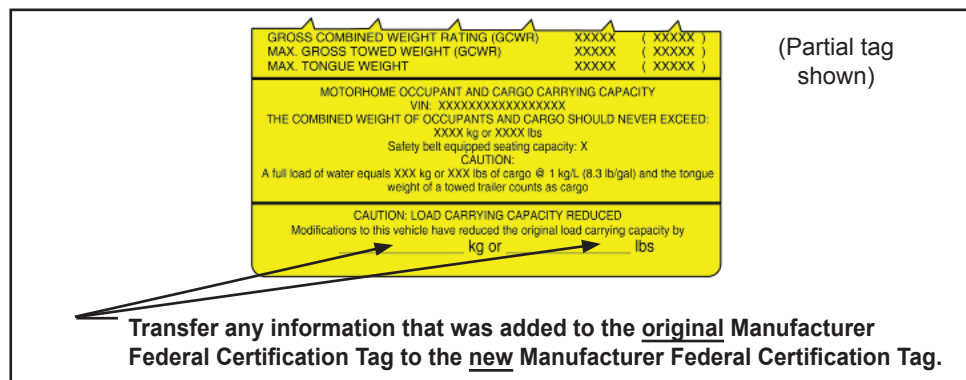 GROSS COMBINED WEIGHT RATING (GCWR) XXXXX ( XXXXX )
MAX. GROSS TOWED WEIGHT (GCWR) XXXXX ( XXXXX )
MAX. TONGUE WEIGHT XXXXX ( XXXXX )
(Partial tag
shown)
MOTORHOME OCCUPANT AND CARGO CARRYING CAPACITY
VIN: XXXXXXXXXXXXXXXXX
THE COMBINED WEIGHT OF OCCUPANTS AND CARGO SHOULD NEVER EXCEED:
XXXX kg or XXXX lbs
Safety belt equipped seating capacity: X
CAUTION:
A full load of water equals XXX kg or XXX lbs of cargo @ 1 kg/L (8.3 lb/gal) and the tongue
weight of a towed trailer counts as cargo
CAUTION: LOAD CARRYING CAPACITY REDUCED
Modifications to this vehicle have reduced the original load carrying capacity by
________________ kg or ________________ lbs
Transfer any information that was added to the original Manufacturer
Federal Certification Tag to the new Manufacturer Federal Certification Tag.